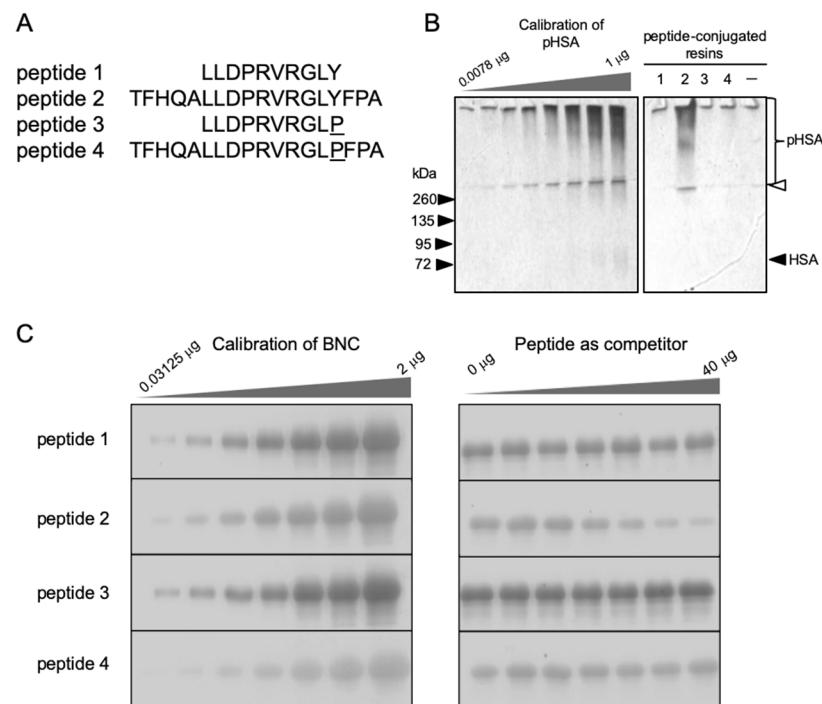 A
peptide 1 LLDPRVRGLY
peptide 2 TFHQALLDPRVRGLYFPA
peptide 3 LLDPRVRGLP
peptide 4 TFHQALLDPRVRGLPFPA
B
Calibration of
pHSA
0.0078 µg
1 µg
peptide-conjugated
resins
1 2 3 4 –
kDa
260
135
95
72
pHSA
HSA
C
Calibration of BNC
0.03125 µg
2 µg
Peptide as competitor
0 µg
40 µg
peptide 1
peptide 2
peptide 3
peptide 4